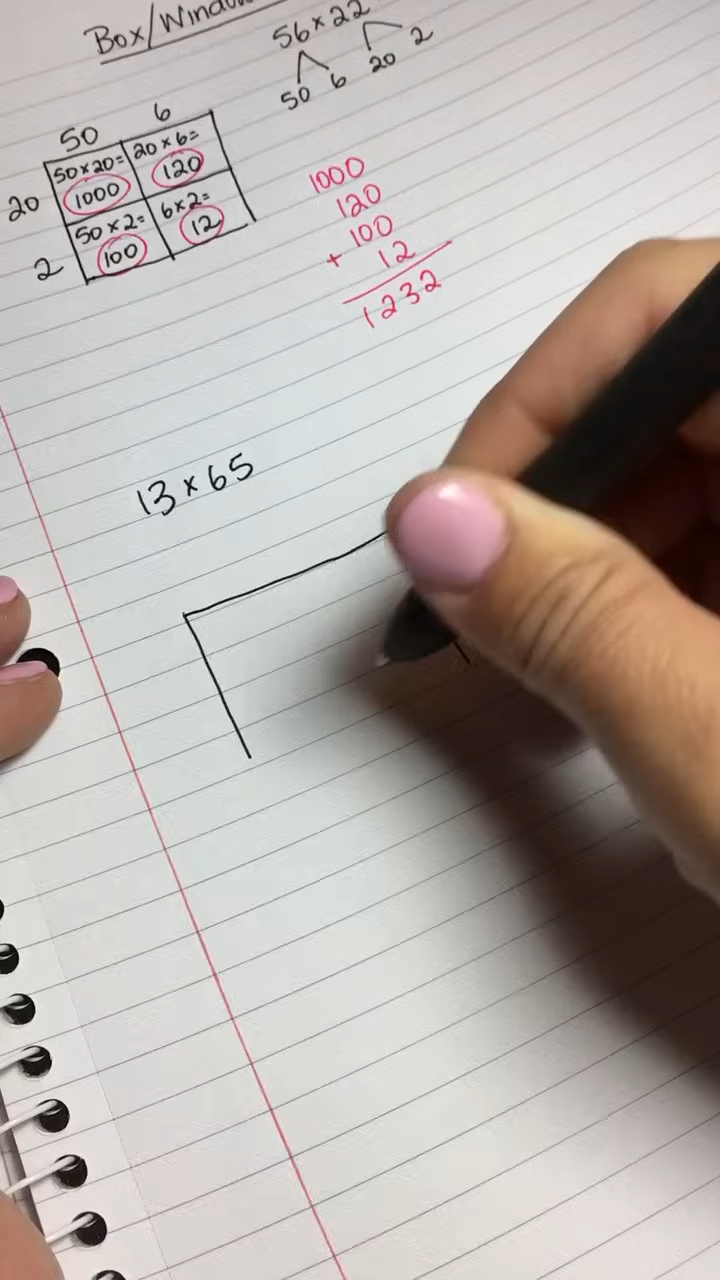 Box/Window
56 × 22
50 6 20 2
50 6
20 50×20= 20×6=
1000 120
2 50×2= 6×2=
100 12
1000
120
100
+ 12
1232
13 × 65